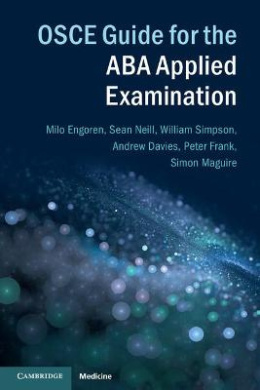 OSCE Guide for the
ABA Applied
Examination
Milo Engoren, Sean Neill, William Simpson,
Andrew Davies, Peter Frank,
Simon Maguire
CAMBRIDGE Medicine